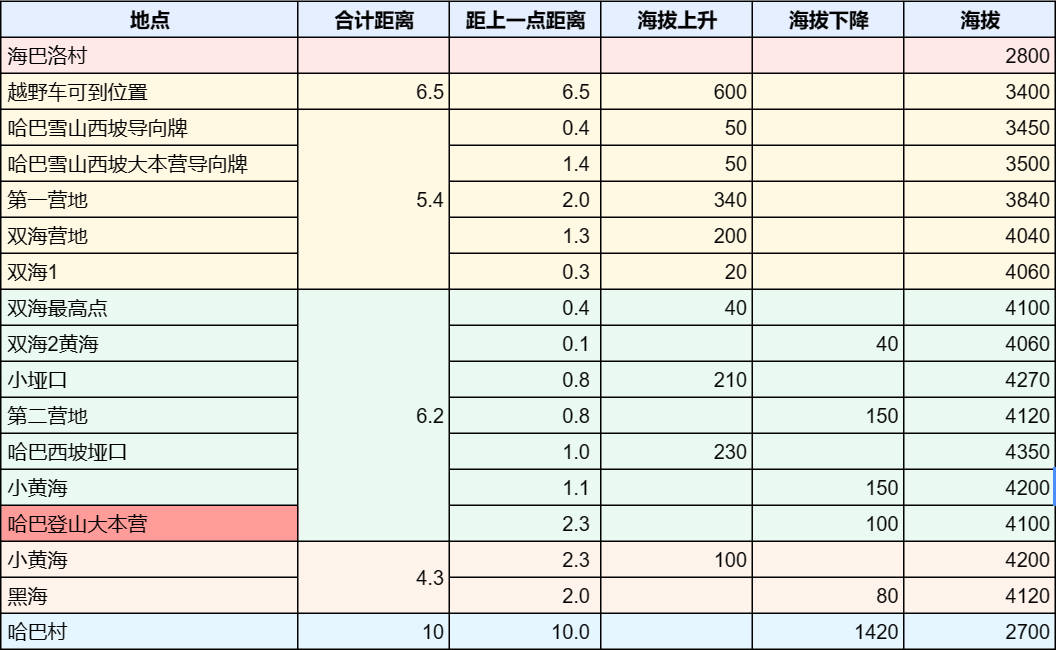 地点 合计距离 距上一点距离 海拔上升 海拔下降 海拔
海巴洛村 2800
越野车可到位置 6.5 6.5 600 3400
哈巴雪山西坡导向牌 0.4 50 3450
哈巴雪山西坡大本营导向牌 1.4 50 3500
第一营地 5.4 2.0 340 3840
双海营地 1.3 200 4040
双海1 0.3 20 4060
双海最高点 0.4 40 4100
双海2黄海 0.1 40 4060
小垭口 0.8 210 4270
第二营地 6.2 0.8 150 4120
哈巴西坡垭口 1.0 230 4350
小黄海 1.1 150 4200
哈巴登山大本营 2.3 100 4100
小黄海 4.3 2.3 100 4200
黑海 2.0 80 4120
哈巴村 10 10.0 1420 2700